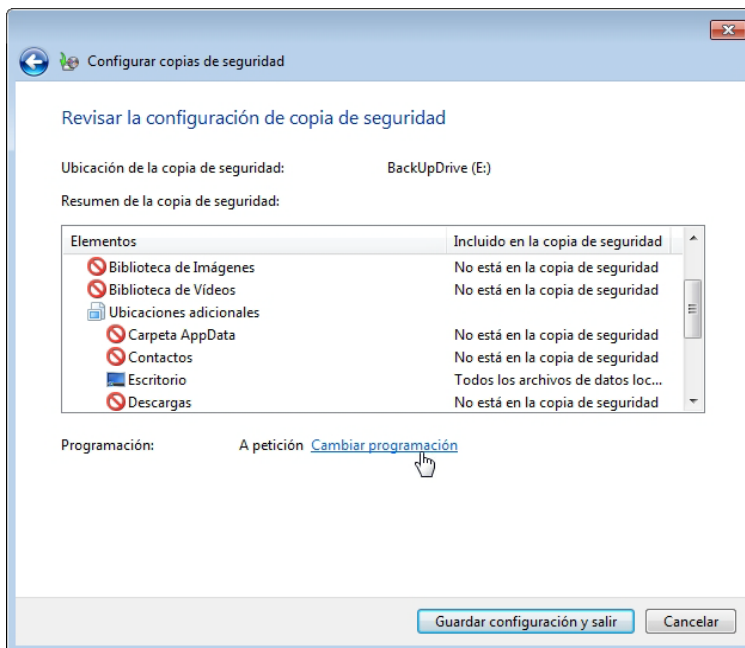 Configurar copias de seguridad
Revisar la configuración de copia de seguridad
Ubicación de la copia de seguridad: BackUpDrive (E:)
Resumen de la copia de seguridad:
Elementos Incluido en la copia de seguridad
Biblioteca de Imágenes No está en la copia de seguridad
Biblioteca de Vídeos No está en la copia de seguridad
Ubicaciones adicionales
Carpeta AppData No está en la copia de seguridad
Contactos No está en la copia de seguridad
Escritorio Todos los archivos de datos loc...
Descargas No está en la copia de seguridad
Programación: A petición Cambiar programación
Guardar configuración y salir Cancelar